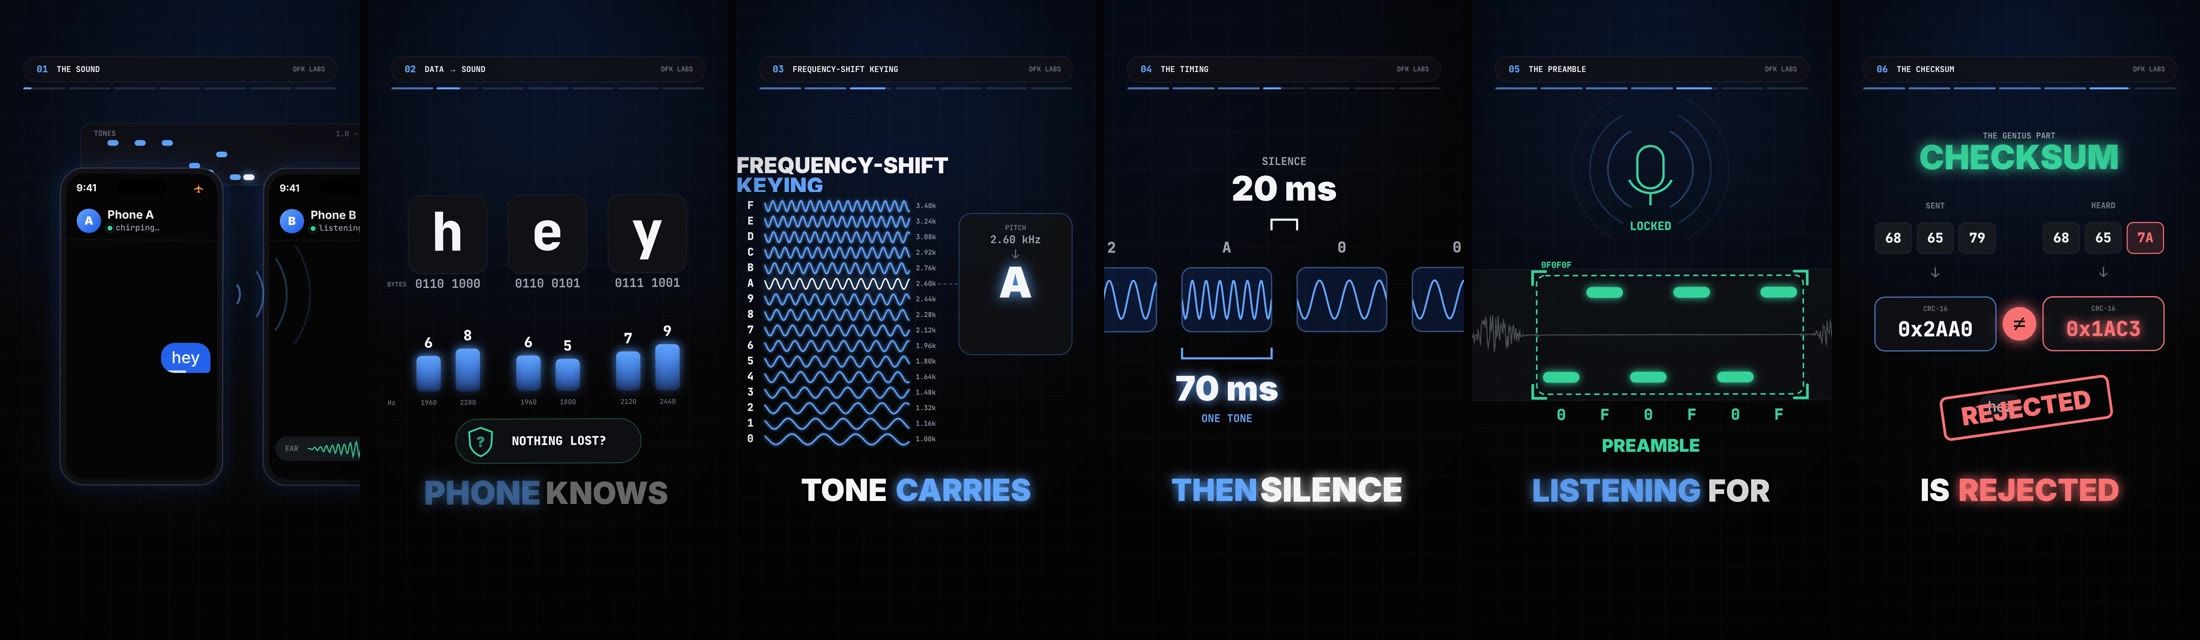 01 THE SOUND DFK LABS
TONES 1.0 –
9:41
A Phone A
chirping…
hey
9:41
B Phone B
listening
EAR
02 DATA → SOUND DFK LABS
h e y
BYTES 0110 1000 0110 0101 0111 1001
6 8 6 5 7 9
Hz 1960 2280 1960 1800 2120 2440
? NOTHING LOST?
PHONE KNOWS
03 FREQUENCY-SHIFT KEYING DFK LABS
FREQUENCY-SHIFT
KEYING
F 3.40k
E 3.24k
D 3.08k
C 2.92k
B 2.76k
A 2.60k
9 2.44k
8 2.28k
7 2.12k
6 1.96k
5 1.80k
4 1.64k
3 1.48k
2 1.32k
1 1.16k
0 1.00k
PITCH
2.60 kHz
↓
A
TONE CARRIES
04 THE TIMING DFK LABS
SILENCE
20 ms
2 A 0 0
70 ms
ONE TONE
THEN SILENCE
05 THE PREAMBLE DFK LABS
LOCKED
0F0F0F
0 F 0 F 0 F
PREAMBLE
LISTENING FOR
06 THE CHECKSUM DFK LABS
THE GENIUS PART
CHECKSUM
SENT HEARD
68 65 79 68 65 7A
↓ ↓
CRC-16 CRC-16
0x2AA0 ≠ 0x1AC3
REJECTED
IS REJECTED